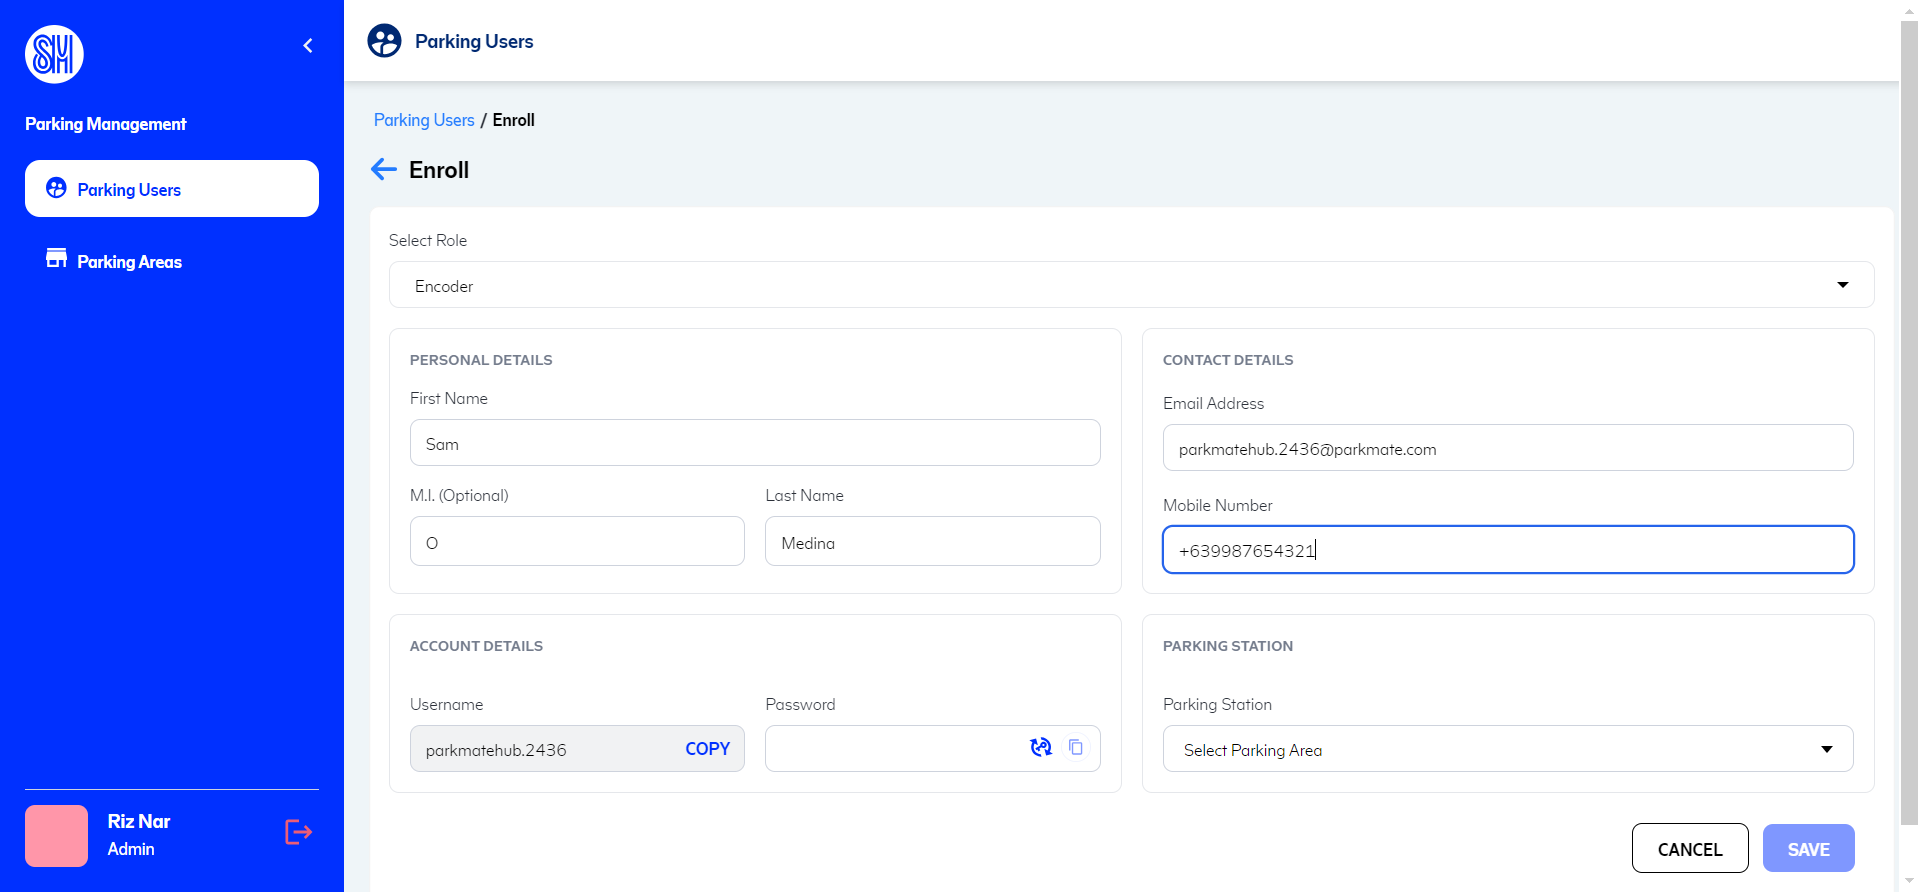 SM
Parking Management
Parking Users
Parking Areas
Riz Nar
Admin
Parking Users
Parking Users / Enroll
Enroll
Select Role
Encoder
PERSONAL DETAILS
First Name
Sam
M.I. (Optional)
Last Name
O
Medina
CONTACT DETAILS
Email Address
parkmatehub.2436@parkmate.com
Mobile Number
+639987654321
ACCOUNT DETAILS
Username
Password
parkmatehub.2436
COPY
PARKING STATION
Parking Station
Select Parking Area
CANCEL
SAVE